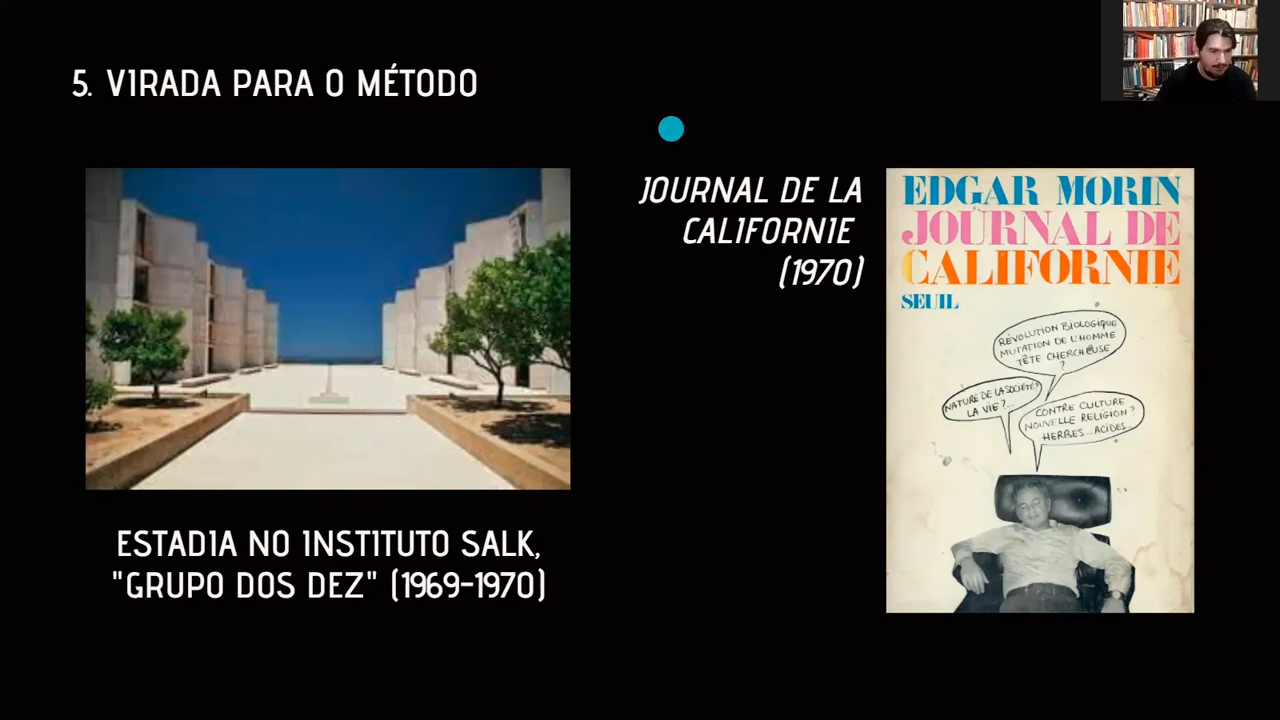 5. VIRADA PARA O MÉTODO
JOURNAL DE LA
CALIFORNIE
(1970)
EDGAR MORIN
JOURNAL DE
CALIFORNIE
SEUIL
RÉVOLUTION BIOLOGIQUE
MUTATION DE L'HOMME
TÊTE CHERCHEUSE
?
NATURE DE LA SOCIÉTÉ?
LA VIE ?...
CONTRE CULTURE
NOUVELLE RELIGION ?
HERBES ... ACIDES...
ESTADIA NO INSTITUTO SALK,
"GRUPO DOS DEZ" (1969-1970)